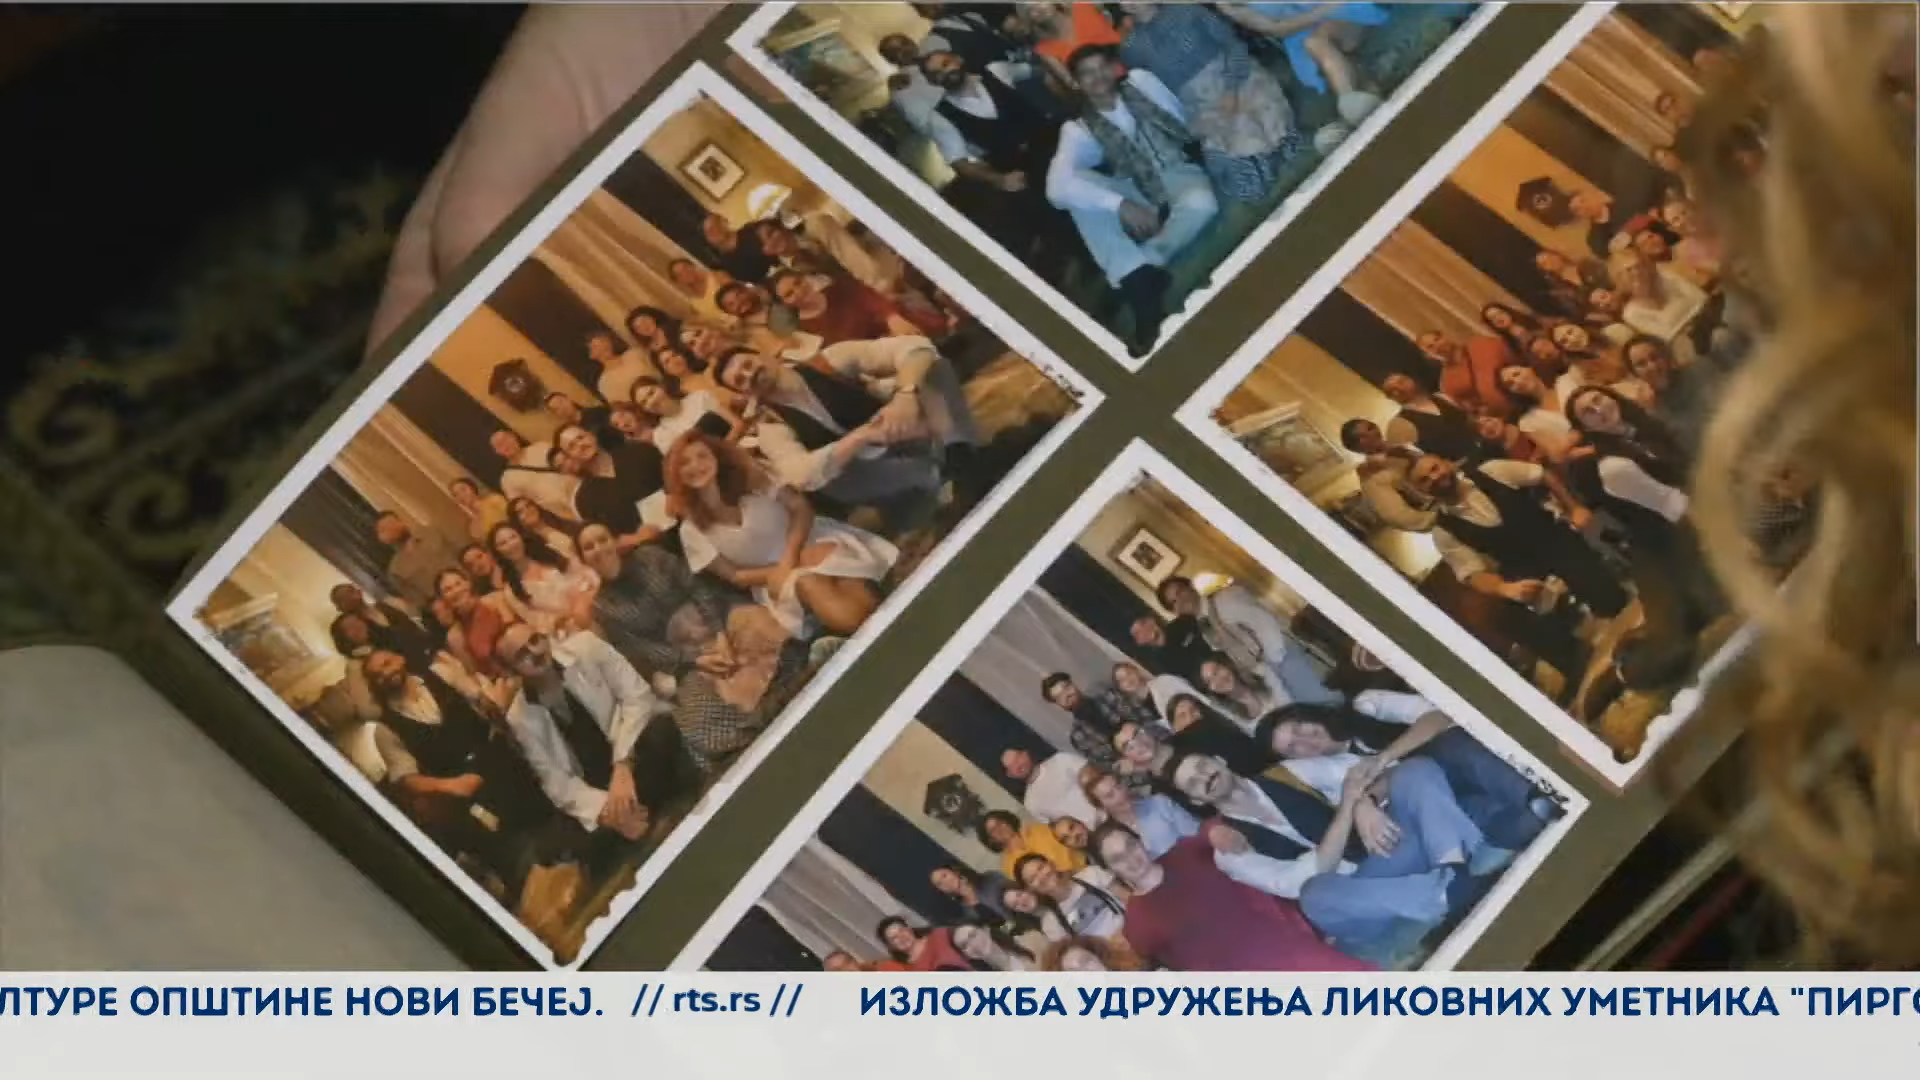 ЛТУРЕ ОПШТИНЕ НОВИ БЕЧЕЈ. // rts.rs // ИЗЛОЖБА УДРУЖЕЊА ЛИКОВНИХ УМЕТНИКА "ПИРГО